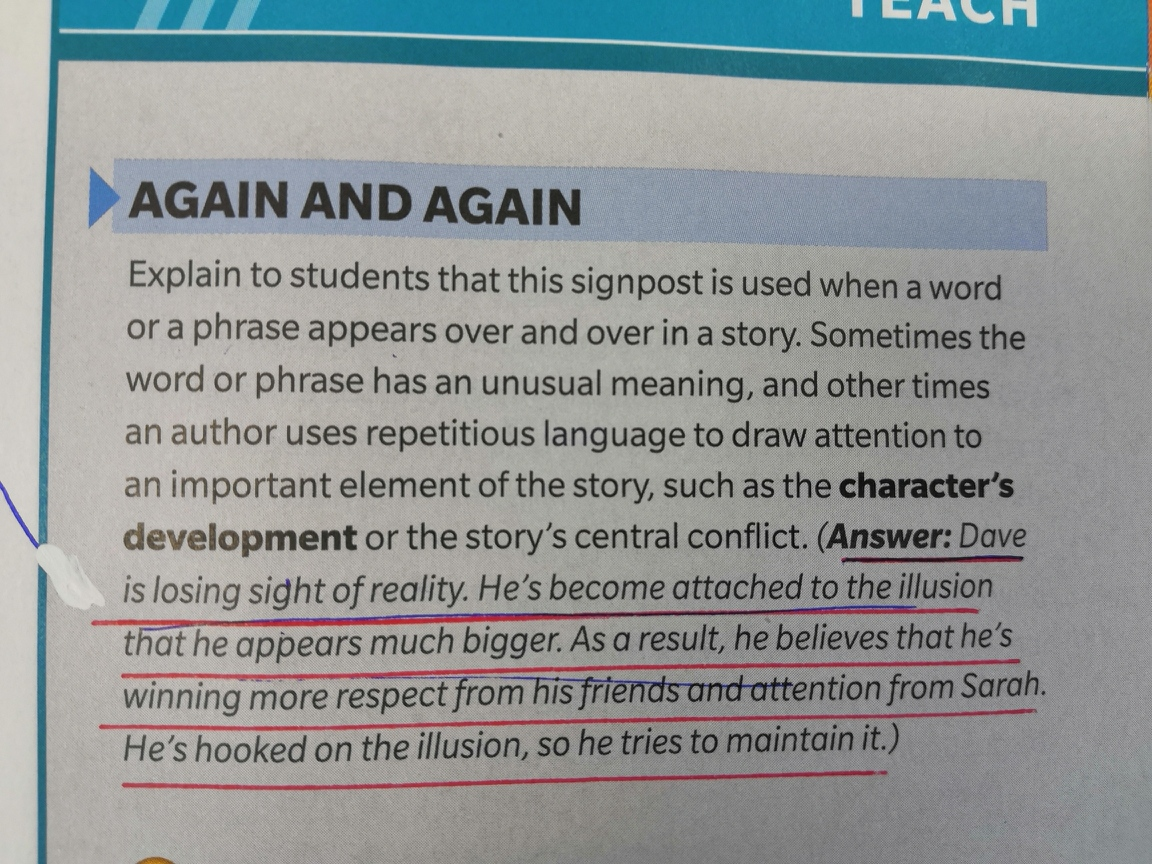 TEACH
AGAIN AND AGAIN
Explain to students that this signpost is used when a word
or a phrase appears over and over in a story. Sometimes the
word or phrase has an unusual meaning, and other times
an author uses repetitious language to draw attention to
an important element of the story, such as the character’s
development or the story’s central conflict. (Answer: Dave
is losing sight of reality. He’s become attached to the illusion
that he appears much bigger. As a result, he believes that he’s
winning more respect from his friends and attention from Sarah.
He’s hooked on the illusion, so he tries to maintain it.)